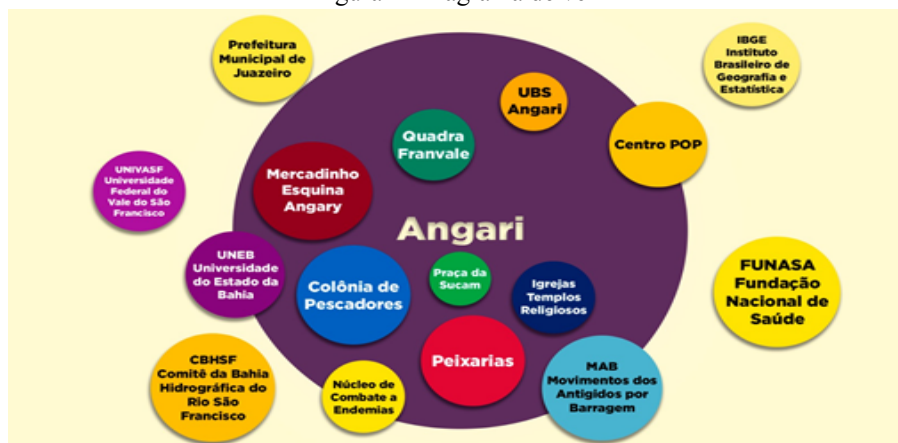 Prefeitura
Municipal de
Juazeiro
IBGE
Instituto
Brasileiro de
Geografia e
Estatística
UBS
Angari
Quadra
Franvale
Centro POP
Mercadinho
Esquina
Angary
UNIVASF
Universidade
Federal do
Vale do São
Francisco
Angari
UNEB
Universidade
do Estado da
Bahia
Colônia de
Pescadores
Praça da
Sucam
Igrejas
Templos
Religiosos
FUNASA
Fundação
Nacional de
Saúde
CBHSF
Comitê da Bahia
Hidrográfica do
Rio São
Francisco
Núcleo de
Combate a
Endemias
Peixarias
MAB
Movimentos dos
Antigidos por
Barragem